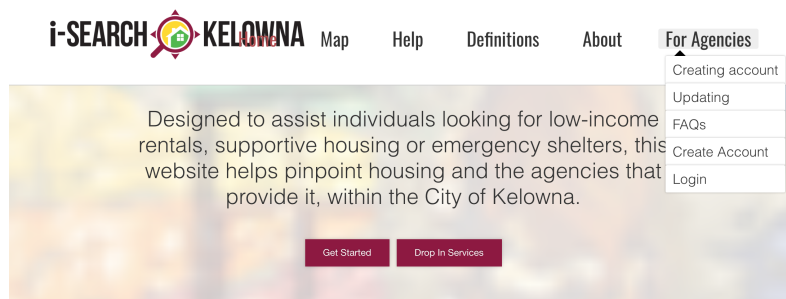 i-SEARCH KELOWNA
Home Map Help Definitions About For Agencies
Creating account
Updating
FAQs
Create Account
Login
Designed to assist individuals looking for low-income
rentals, supportive housing or emergency shelters, this
website helps pinpoint housing and the agencies that
provide it, within the City of Kelowna.
Get Started Drop In Services